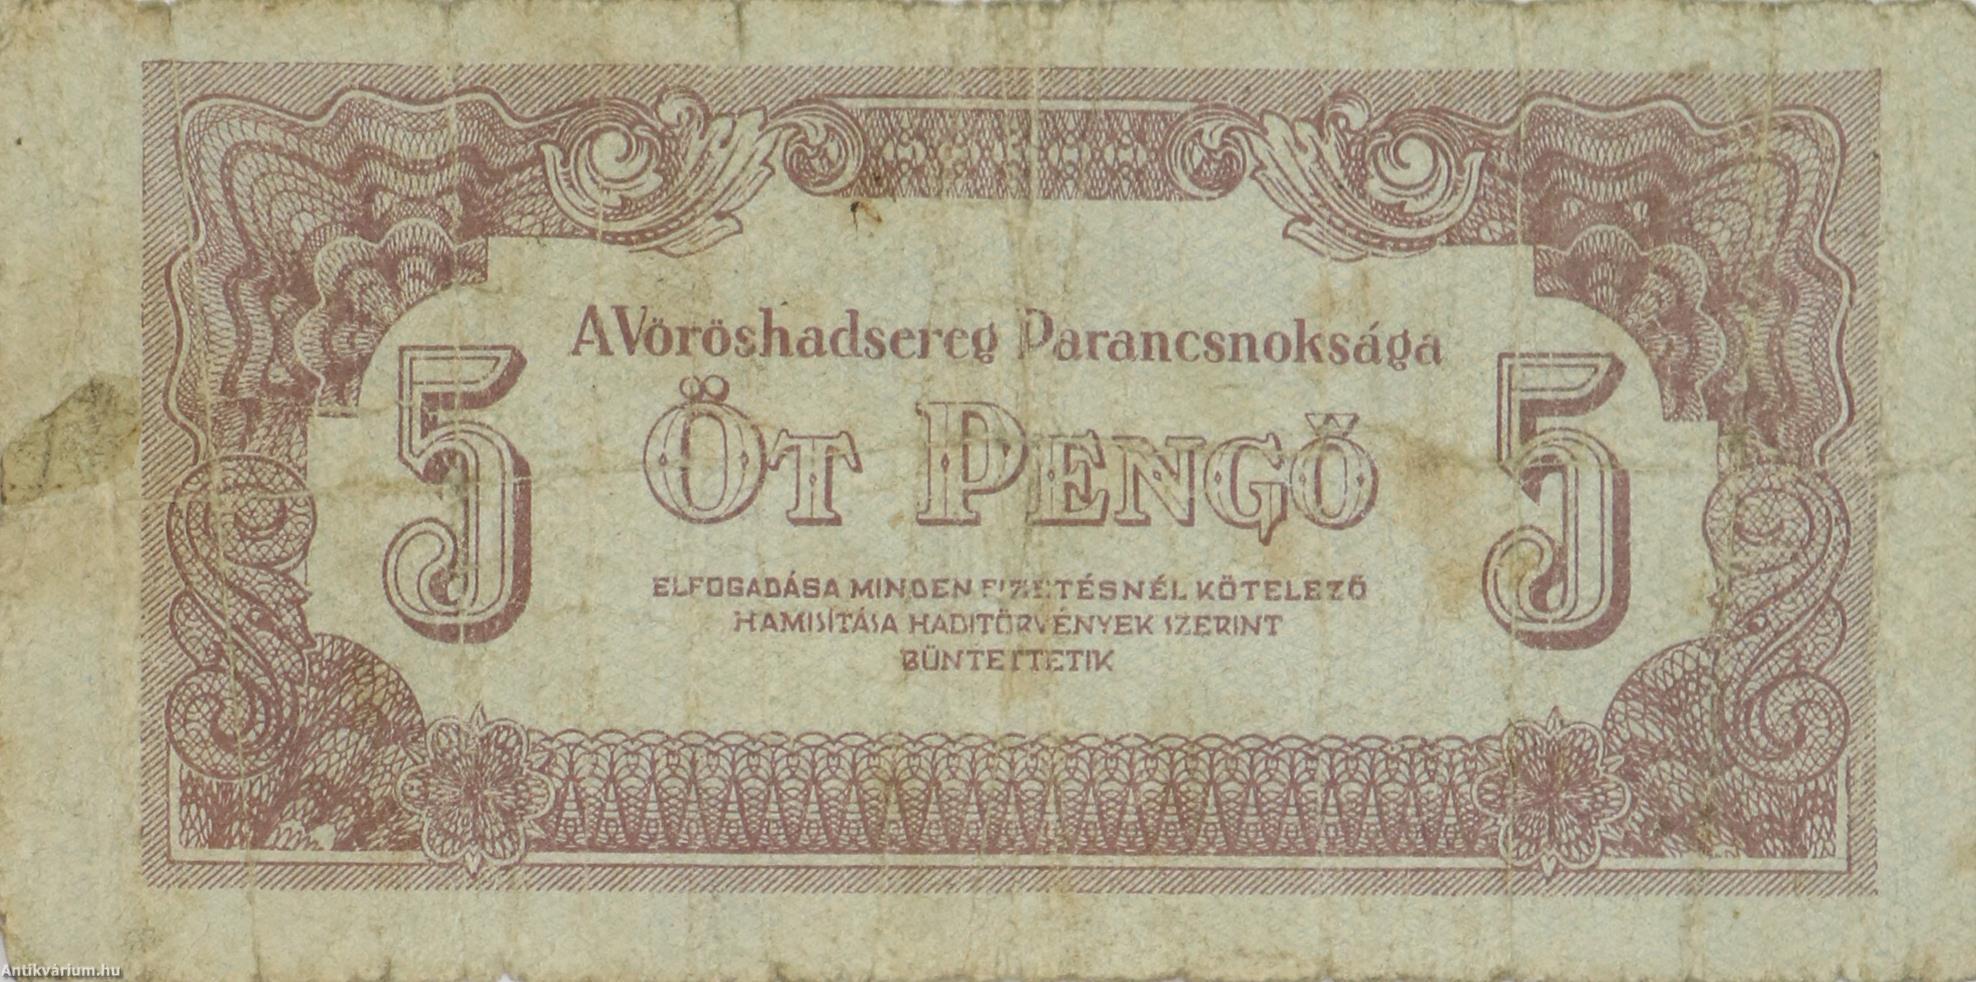 A Vöröshadsereg Parancsnoksága
5 Öt Pengő 5
ELFOGADÁSA MINDEN FIZETÉSNÉL KÖTELEZŐ
HAMISÍTÁSA HADITÖRVÉNYEK SZERINT
BÜNTETTETIK
Antikvárium.hu